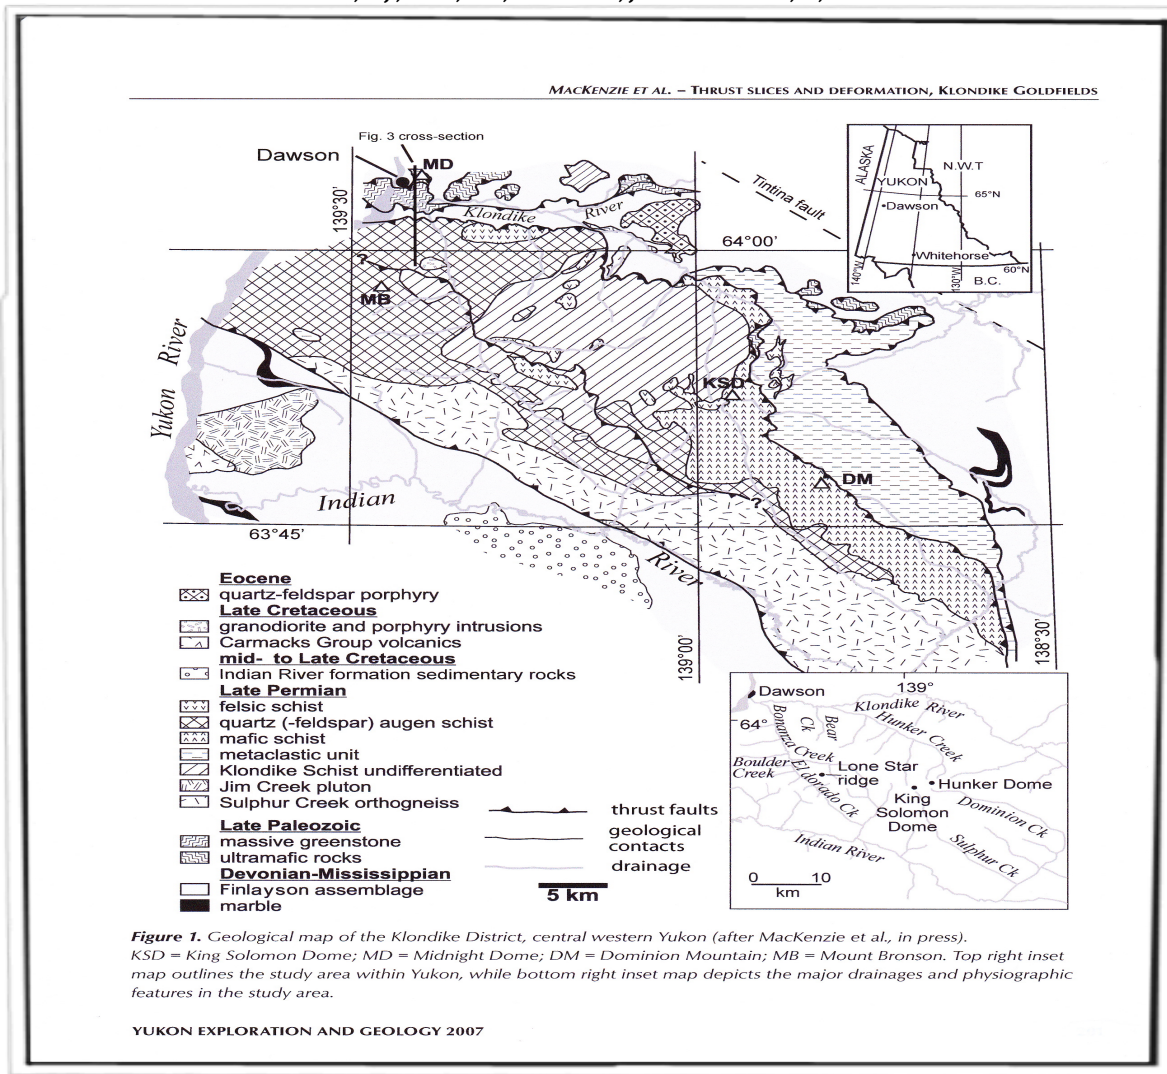 MACKENZIE ET AL. – THRUST SLICES AND DEFORMATION, KLONDIKE GOLDFIELDS
Fig. 3 cross-section
Dawson
MD
139°30'
Klondike River
Tintina fault
64°00'
ALASKA
N.W.T
YUKON
65°N
Dawson
Whitehorse
60°N
140°W
130°W
B.C.
?
MB
Yukon River
KSD
DM
?
Indian River
63°45'
139°00'
138°30'
Eocene
quartz-feldspar porphyry
Late Cretaceous
granodiorite and porphyry intrusions
Carmacks Group volcanics
mid- to Late Cretaceous
Indian River formation sedimentary rocks
Late Permian
felsic schist
quartz (-feldspar) augen schist
mafic schist
metaclastic unit
Klondike Schist undifferentiated
Jim Creek pluton
Sulphur Creek orthogneiss
Late Paleozoic
massive greenstone
ultramafic rocks
Devonian-Mississippian
Finlayson assemblage
marble
thrust faults
geological
contacts
drainage
5 km
139°
Dawson
64°
Klondike River
Bonanza Creek
Bear
Ck
Hunker Creek
Boulder
Creek
Eldorado Ck
Lone Star
ridge
Hunker Dome
King
Solomon
Dome
Dominion Ck
Sulphur Ck
Indian River
0 10
km
Figure 1. Geological map of the Klondike District, central western Yukon (after MacKenzie et al., in press).
KSD = King Solomon Dome; MD = Midnight Dome; DM = Dominion Mountain; MB = Mount Bronson. Top right inset
map outlines the study area within Yukon, while bottom right inset map depicts the major drainages and physiographic
features in the study area.
YUKON EXPLORATION AND GEOLOGY 2007